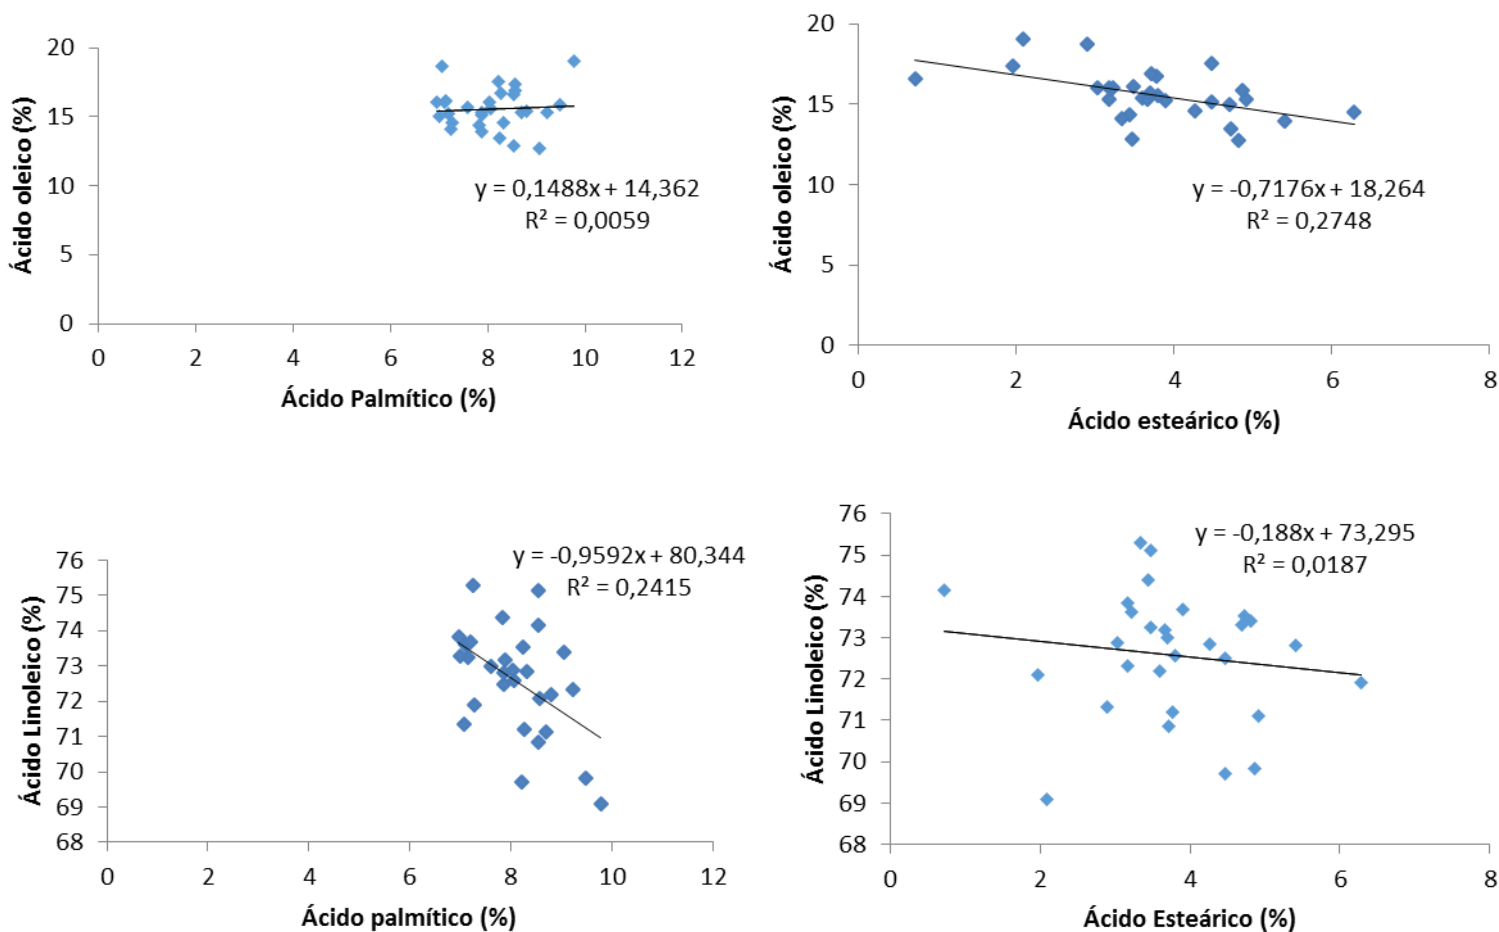 20
15
10
5
0
0 2 4 6 8 10 12
Ácido oleico (%)
Ácido Palmítico (%)
y = 0,1488x + 14,362
R² = 0,0059
20
15
10
5
0
0 2 4 6 8
Ácido oleico (%)
Ácido esteárico (%)
y = -0,7176x + 18,264
R² = 0,2748
76
75
74
73
72
71
70
69
68
0 2 4 6 8 10 12
Ácido Linoleico (%)
Ácido palmítico (%)
y = -0,9592x + 80,344
R² = 0,2415
76
75
74
73
72
71
70
69
68
0 2 4 6 8
Ácido Linoleico (%)
Ácido Esteárico (%)
y = -0,188x + 73,295
R² = 0,0187